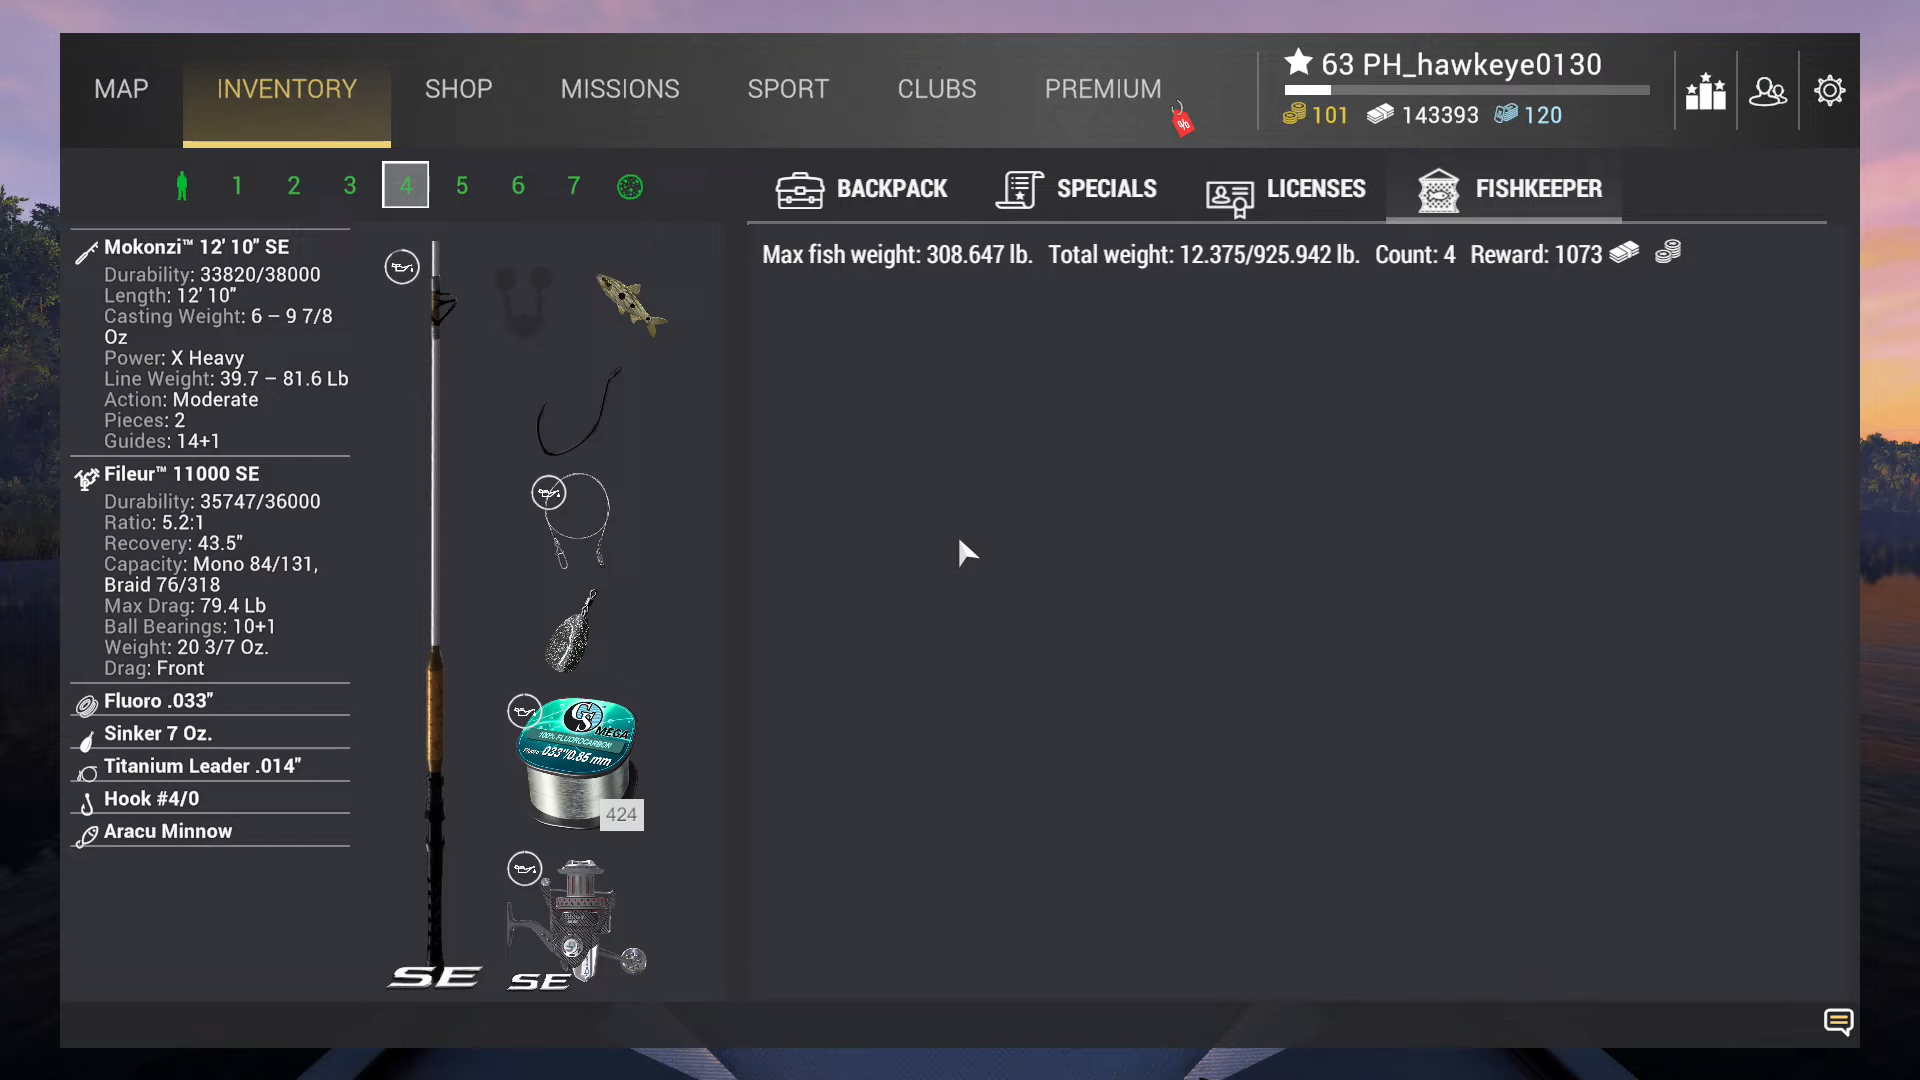 MAP
INVENTORY
SHOP
MISSIONS
SPORT
CLUBS
PREMIUM
%
63 PH_hawkeye0130
101 143393 120
1 2 3 4 5 6 7
BACKPACK
SPECIALS
LICENSES
FISHKEEPER
Max fish weight: 308.647 lb. Total weight: 12.375/925.942 lb. Count: 4 Reward: 1073
Mokonzi™ 12' 10" SE
Durability: 33820/38000
Length: 12' 10"
Casting Weight: 6 – 9 7/8
Oz
Power: X Heavy
Line Weight: 39.7 – 81.6 Lb
Action: Moderate
Pieces: 2
Guides: 14+1
Fileur™ 11000 SE
Durability: 35747/36000
Ratio: 5.2:1
Recovery: 43.5"
Capacity: Mono 84/131,
Braid 76/318
Max Drag: 79.4 Lb
Ball Bearings: 10+1
Weight: 20 3/7 Oz.
Drag: Front
Fluoro .033"
Sinker 7 Oz.
Titanium Leader .014"
Hook #4/0
Aracu Minnow
GS
MEGA
100% FLUOROCARBON
Fluoro .033"/0.85 mm
424
SE
SE